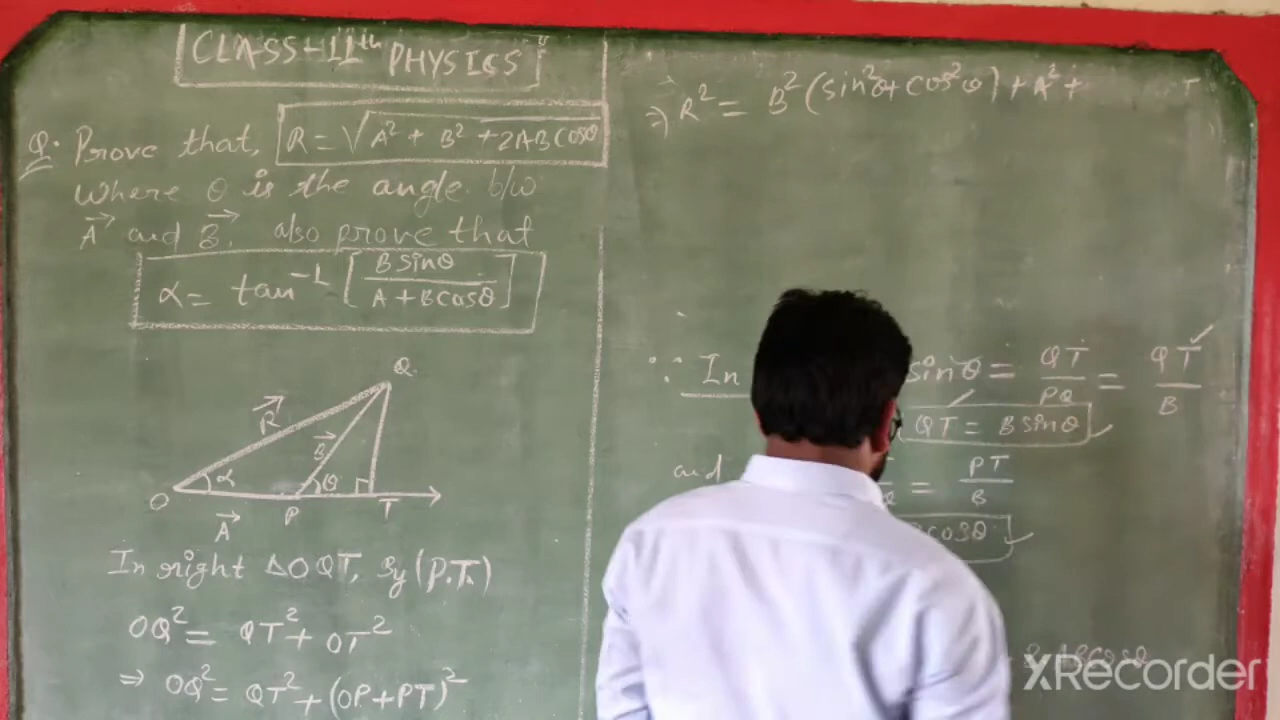 CLASS-11th PHYSICS
Q. Prove that, R = √A² + B² + 2ABCosθ
where θ is the angle b/w
A⃗ and B⃗, also prove that
α = tan⁻¹ [BSinθ / A + BCosθ]
Q
R⃗
B⃗
α
θ
O
A⃗
P
T
In right ΔOQT, By (P.T.)
OQ² = QT² + OT²
⇒ OQ² = QT² + (OP+PT)²
⇒ R² = B²(sin²θ + cos²θ) + A² +
∵ In
sinθ = QT / PQ = QT / B
QT = BSinθ
and
= PT / B
cosθ
ABCosθ
XRecorder